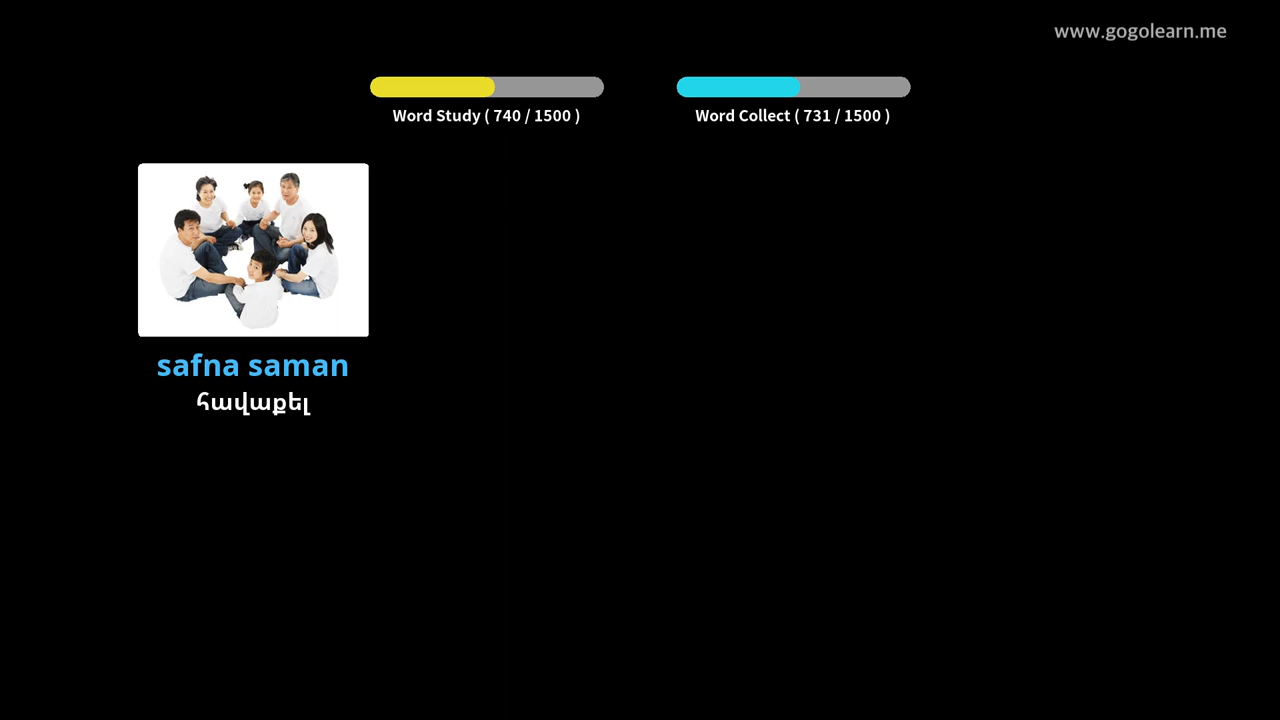 www.gogolearn.me
Word Study ( 740 / 1500 )
Word Collect ( 731 / 1500 )
safna saman
հավաքել